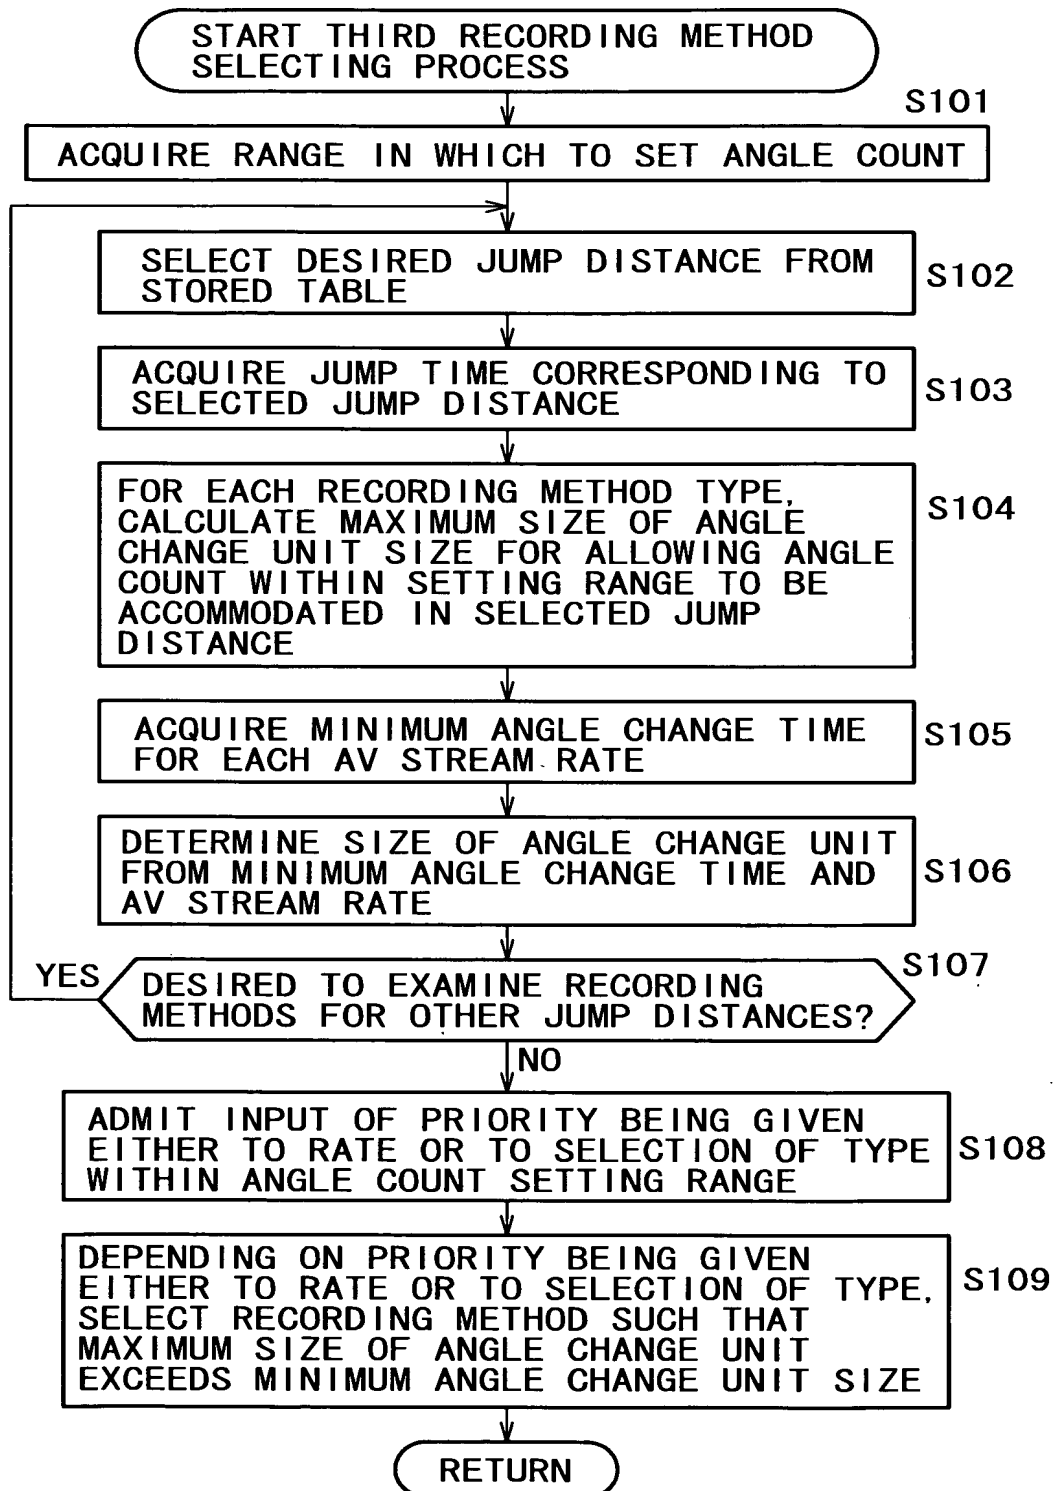 START THIRD RECORDING METHOD
SELECTING PROCESS
S101
ACQUIRE RANGE IN WHICH TO SET ANGLE COUNT
SELECT DESIRED JUMP DISTANCE FROM
STORED TABLE
S102
ACQUIRE JUMP TIME CORRESPONDING TO
SELECTED JUMP DISTANCE
S103
FOR EACH RECORDING METHOD TYPE,
CALCULATE MAXIMUM SIZE OF ANGLE
CHANGE UNIT SIZE FOR ALLOWING ANGLE
COUNT WITHIN SETTING RANGE TO BE
ACCOMMODATED IN SELECTED JUMP
DISTANCE
S104
ACQUIRE MINIMUM ANGLE CHANGE TIME
FOR EACH AV STREAM RATE
S105
DETERMINE SIZE OF ANGLE CHANGE UNIT
FROM MINIMUM ANGLE CHANGE TIME AND
AV STREAM RATE
S106
YES
DESIRED TO EXAMINE RECORDING
METHODS FOR OTHER JUMP DISTANCES?
S107
NO
ADMIT INPUT OF PRIORITY BEING GIVEN
EITHER TO RATE OR TO SELECTION OF TYPE
WITHIN ANGLE COUNT SETTING RANGE
S108
DEPENDING ON PRIORITY BEING GIVEN
EITHER TO RATE OR TO SELECTION OF TYPE,
SELECT RECORDING METHOD SUCH THAT
MAXIMUM SIZE OF ANGLE CHANGE UNIT
EXCEEDS MINIMUM ANGLE CHANGE UNIT SIZE
S109
RETURN